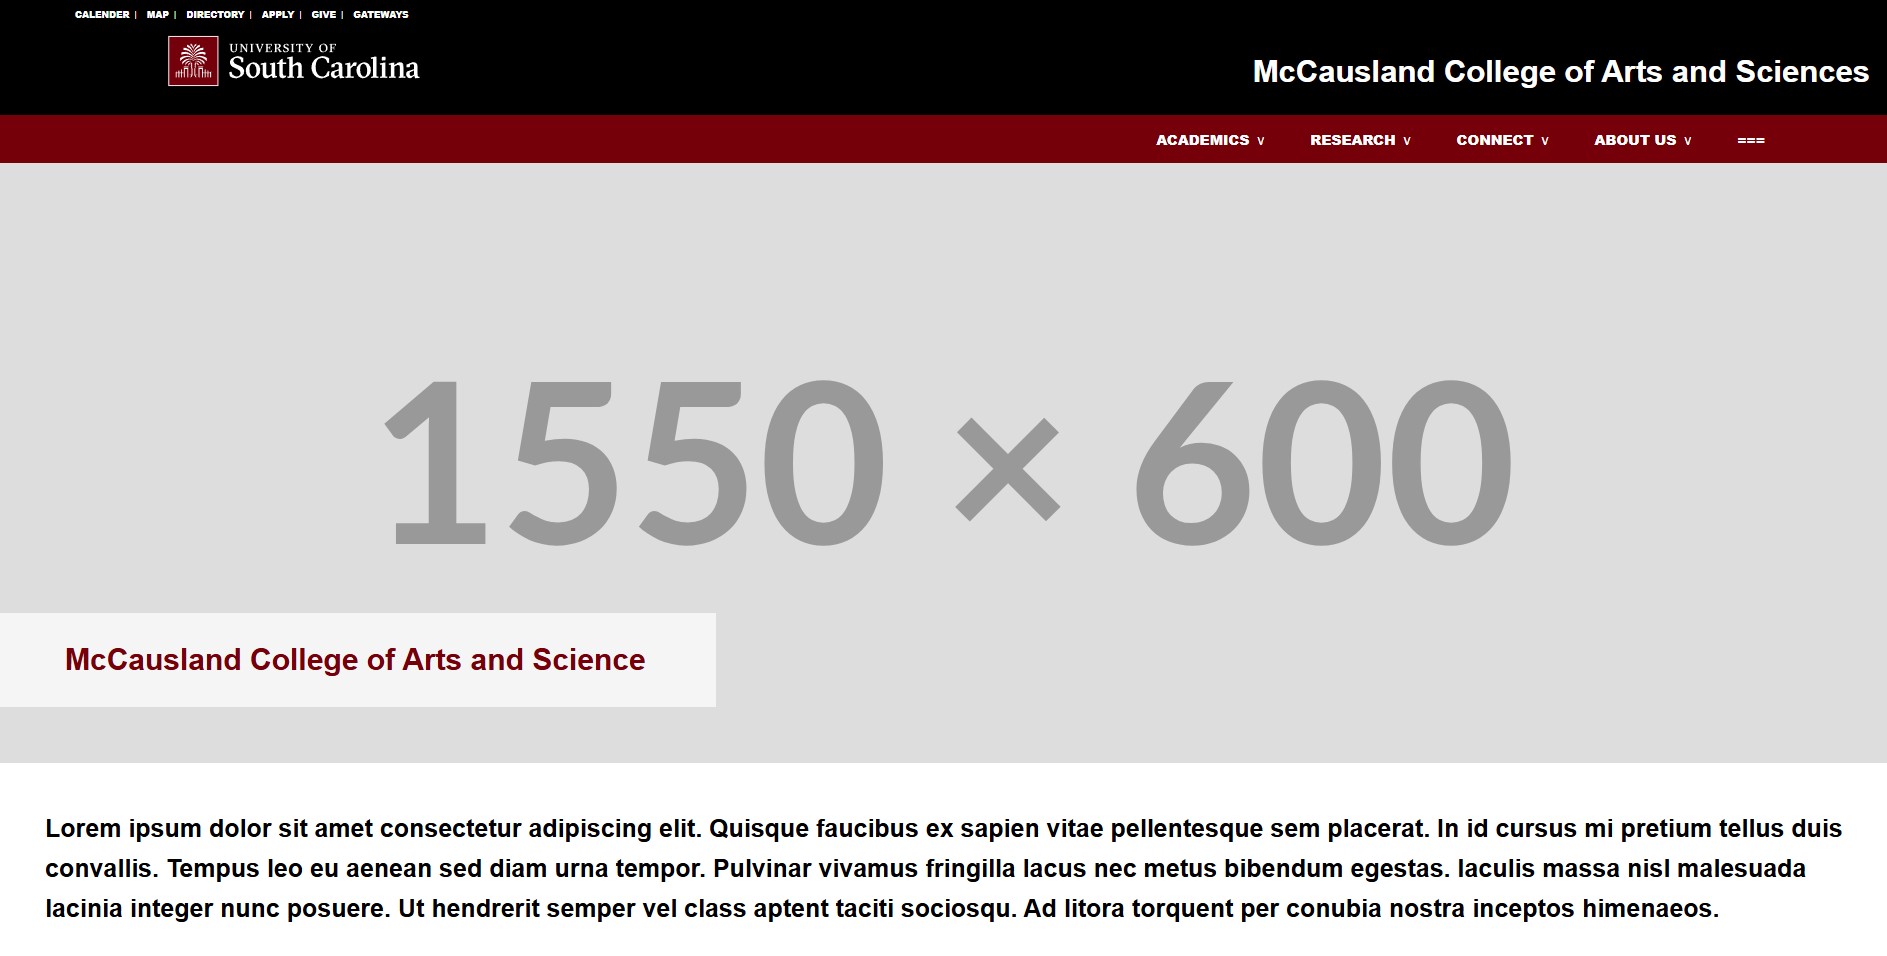 CALENDER | MAP | DIRECTORY | APPLY | GIVE | GATEWAYS
UNIVERSITY OF
South Carolina
McCausland College of Arts and Sciences
ACADEMICS v RESEARCH v CONNECT v ABOUT US v ===
1550 × 600
McCausland College of Arts and Science
Lorem ipsum dolor sit amet consectetur adipiscing elit. Quisque faucibus ex sapien vitae pellentesque sem placerat. In id cursus mi pretium tellus duis
convallis. Tempus leo eu aenean sed diam urna tempor. Pulvinar vivamus fringilla lacus nec metus bibendum egestas. Iaculis massa nisl malesuada
lacinia integer nunc posuere. Ut hendrerit semper vel class aptent taciti sociosqu. Ad litora torquent per conubia nostra inceptos himenaeos.